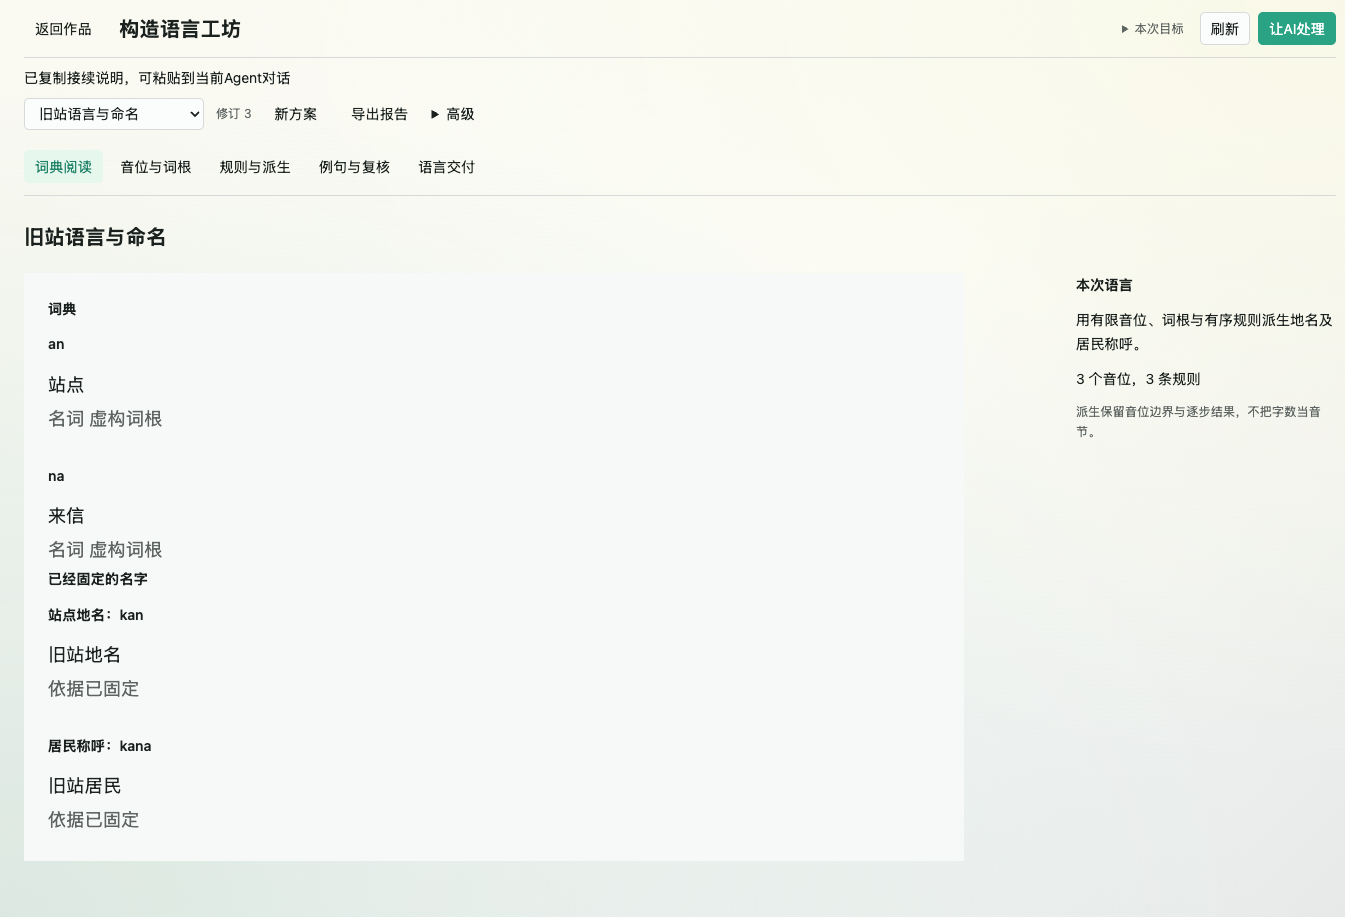 返回作品
构造语言工坊
▶ 本次目标
刷新
让AI处理
已复制接续说明，可粘贴到当前Agent对话
旧站语言与命名
修订 3
新方案
导出报告
▶ 高级
词典阅读
音位与词根
规则与派生
例句与复核
语言交付
旧站语言与命名
词典
an
站点
名词 虚构词根
na
来信
名词 虚构词根
已经固定的名字
站点地名：kan
旧站地名
依据已固定
居民称呼：kana
旧站居民
依据已固定
本次语言
用有限音位、词根与有序规则派生地名及
居民称呼。
3 个音位，3 条规则
派生保留音位边界与逐步结果，不把字数当音
节。